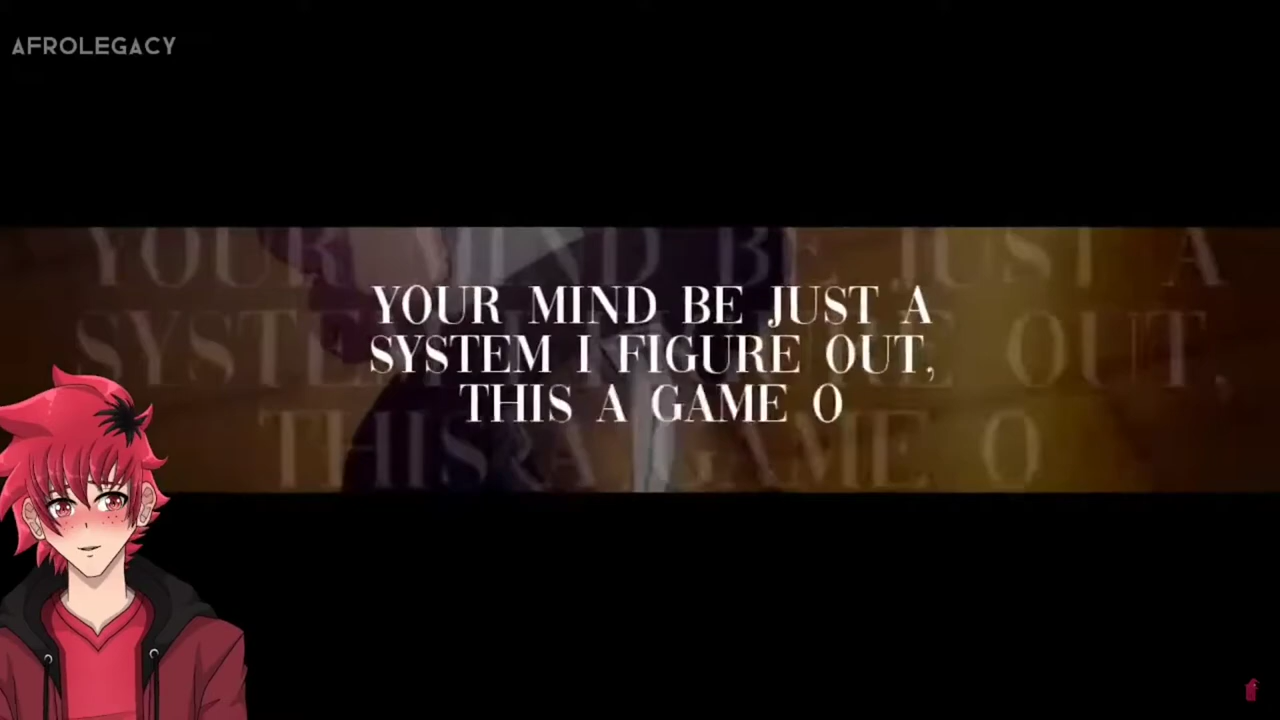 AFROLEGACY
YOUR MIND BE JUST A
SYSTEM I FIGURE OUT,
THIS A GAME O